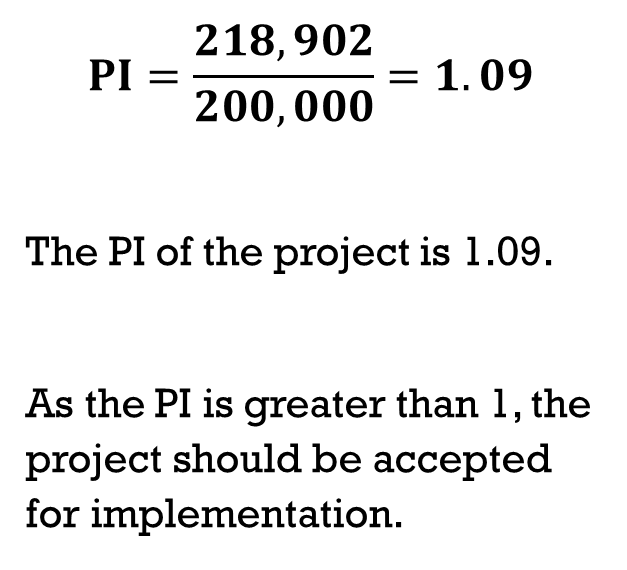 PI = 218,902 / 200,000 = 1.09
The PI of the project is 1.09.
As the PI is greater than 1, the
project should be accepted
for implementation.